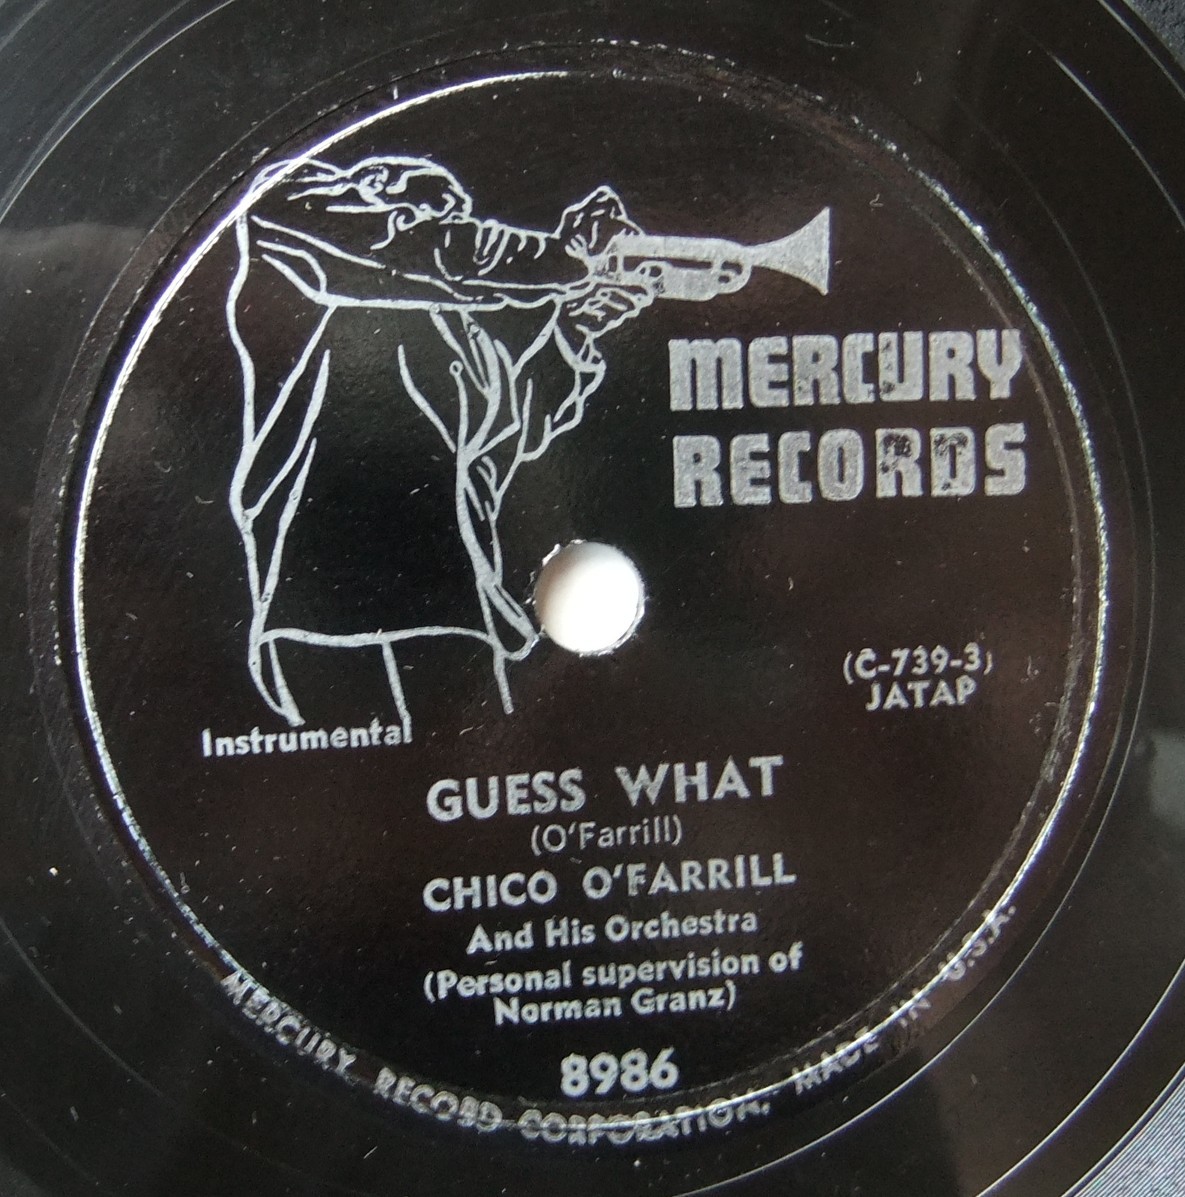 MERCURY
RECORDS
(C-739-3)
JATAP
Instrumental
GUESS WHAT
(O'Farrill)
CHICO O'FARRILL
And His Orchestra
(Personal supervision of
Norman Granz)
8986
MERCURY RECORD CORPORATION, MADE IN U.S.A.